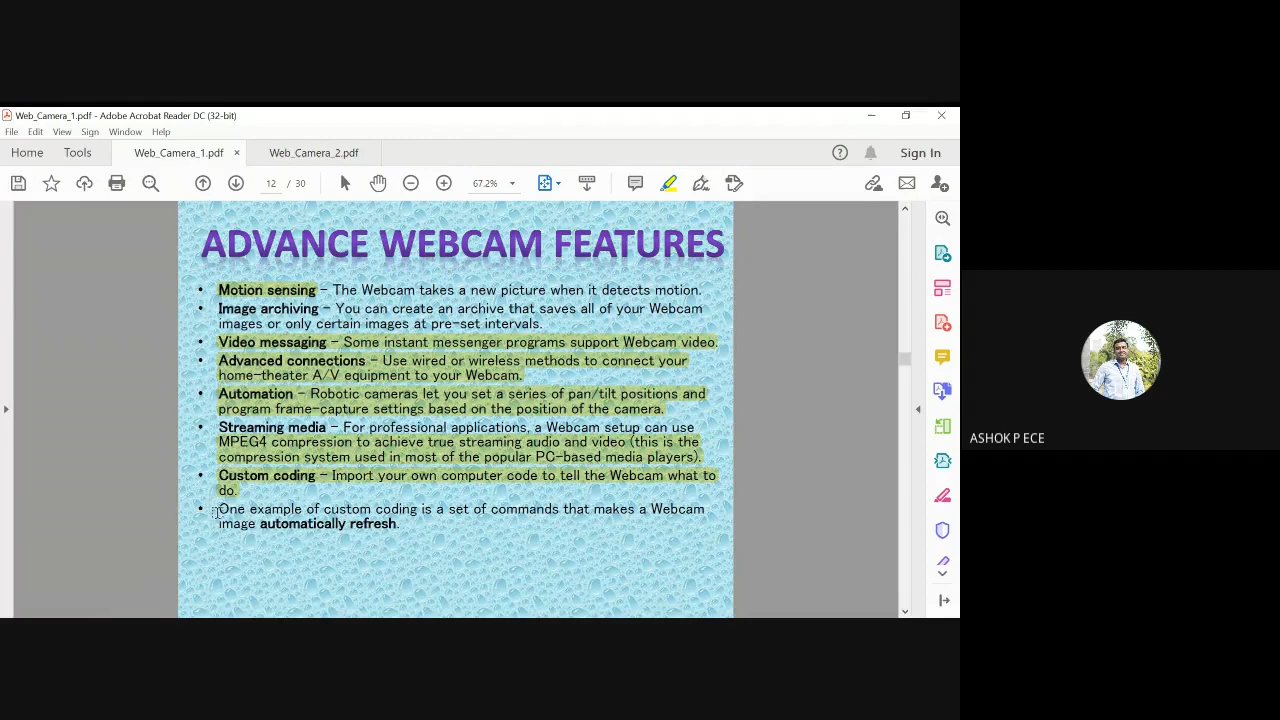 Web_Camera_1.pdf - Adobe Acrobat Reader DC (32-bit)
File Edit View Sign Window Help
Home Tools Web_Camera_1.pdf × Web_Camera_2.pdf Sign In
12 / 30 67.2%
ADVANCE WEBCAM FEATURES
• Motion sensing – The Webcam takes a new picture when it detects motion.
• Image archiving – You can create an archive that saves all of your Webcam
images or only certain images at pre-set intervals.
• Video messaging – Some instant messenger programs support Webcam video.
• Advanced connections – Use wired or wireless methods to connect your
home-theater A/V equipment to your Webcam.
• Automation – Robotic cameras let you set a series of pan/tilt positions and
program frame-capture settings based on the position of the camera.
• Streaming media – For professional applications, a Webcam setup can use
MPEG4 compression to achieve true streaming audio and video (this is the
compression system used in most of the popular PC-based media players).
• Custom coding – Import your own computer code to tell the Webcam what to
do.
• One example of custom coding is a set of commands that makes a Webcam
image automatically refresh.
ASHOK P ECE